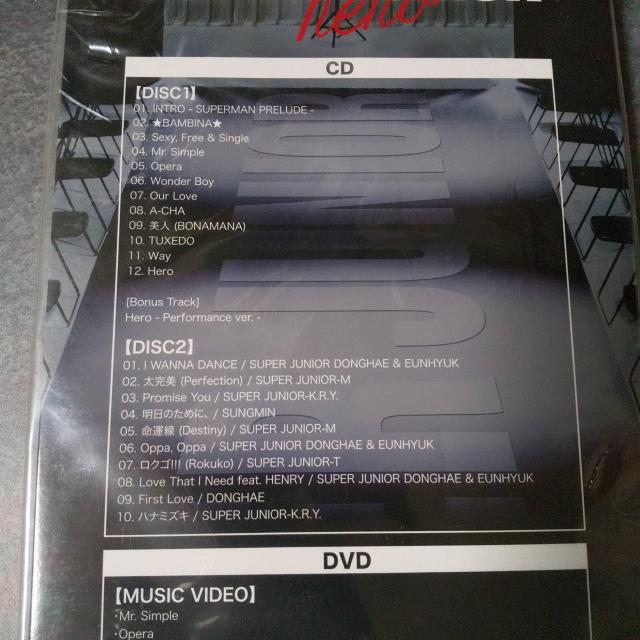 hero
CD
【DISC1】
01. INTRO - SUPERMAN PRELUDE -
02. ★BAMBINA★
03. Sexy, Free & Single
04. Mr. Simple
05. Opera
06. Wonder Boy
07. Our Love
08. A-CHA
09. 美人 (BONAMANA)
10. TUXEDO
11. Way
12. Hero
[Bonus Track]
Hero - Performance ver. -
【DISC2】
01. I WANNA DANCE / SUPER JUNIOR DONGHAE & EUNHYUK
02. 太完美 (Perfection) / SUPER JUNIOR-M
03. Promise You / SUPER JUNIOR-K.R.Y.
04. 明日のために、 / SUNGMIN
05. 命運線 (Destiny) / SUPER JUNIOR-M
06. Oppa, Oppa / SUPER JUNIOR DONGHAE & EUNHYUK
07. ロクゴ!!! (Rokuko) / SUPER JUNIOR-T
08. Love That I Need feat. HENRY / SUPER JUNIOR DONGHAE & EUNHYUK
09. First Love / DONGHAE
10. ハナミズキ / SUPER JUNIOR-K.R.Y.
DVD
【MUSIC VIDEO】
・Mr. Simple
・Opera